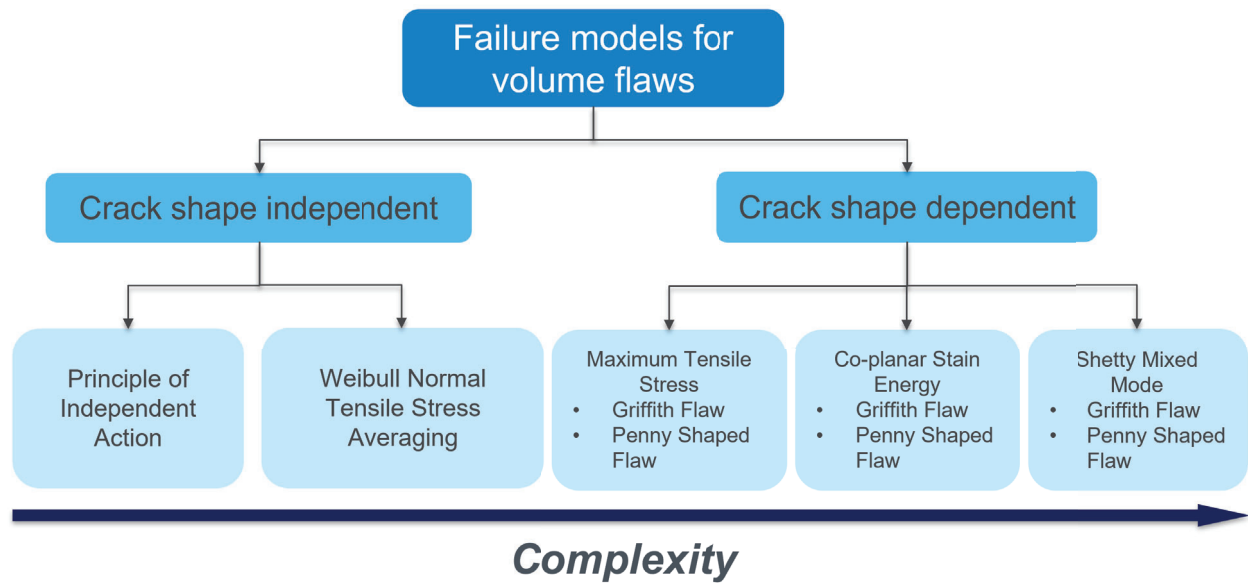 Failure models for
volume flaws
Crack shape independent
Crack shape dependent
Principle of
Independent
Action
Weibull Normal
Tensile Stress
Averaging
Maximum Tensile
Stress
• Griffith Flaw
• Penny Shaped
Flaw
Co-planar Stain
Energy
• Griffith Flaw
• Penny Shaped
Flaw
Shetty Mixed
Mode
• Griffith Flaw
• Penny Shaped
Flaw
Complexity